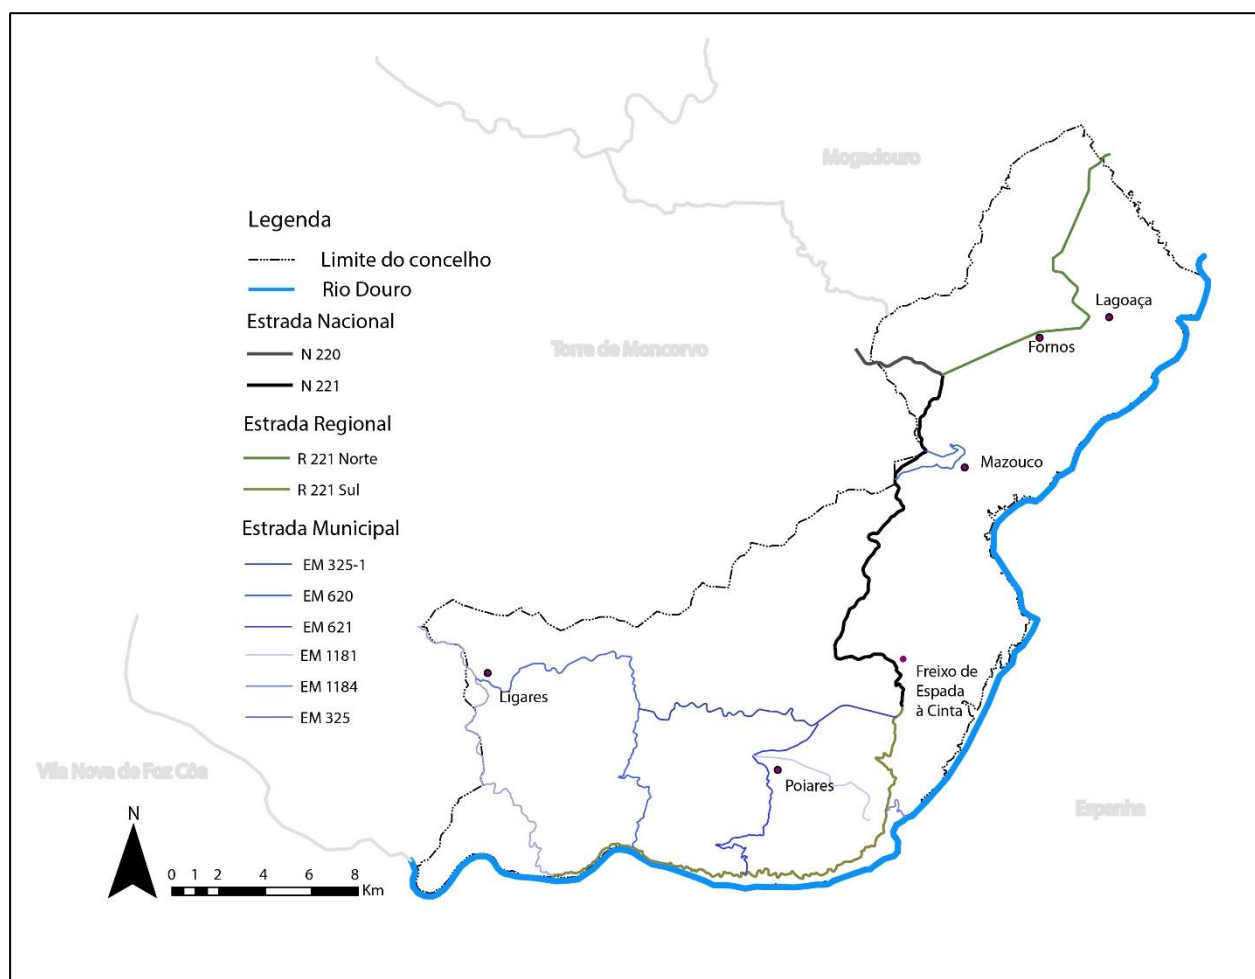 Mogadouro
Legenda
Limite do concelho
Rio Douro
Estrada Nacional
N 220
N 221
Estrada Regional
R 221 Norte
R 221 Sul
Estrada Municipal
EM 325-1
EM 620
EM 621
EM 1181
EM 1184
EM 325
Torre de Moncorvo
Lagoaça
Fornos
Mazouco
Freixo de
Espada
à Cinta
Ligares
Poiares
Vila Nova de Foz Côa
Espanha
N
0 1 2 4 6 8
Km